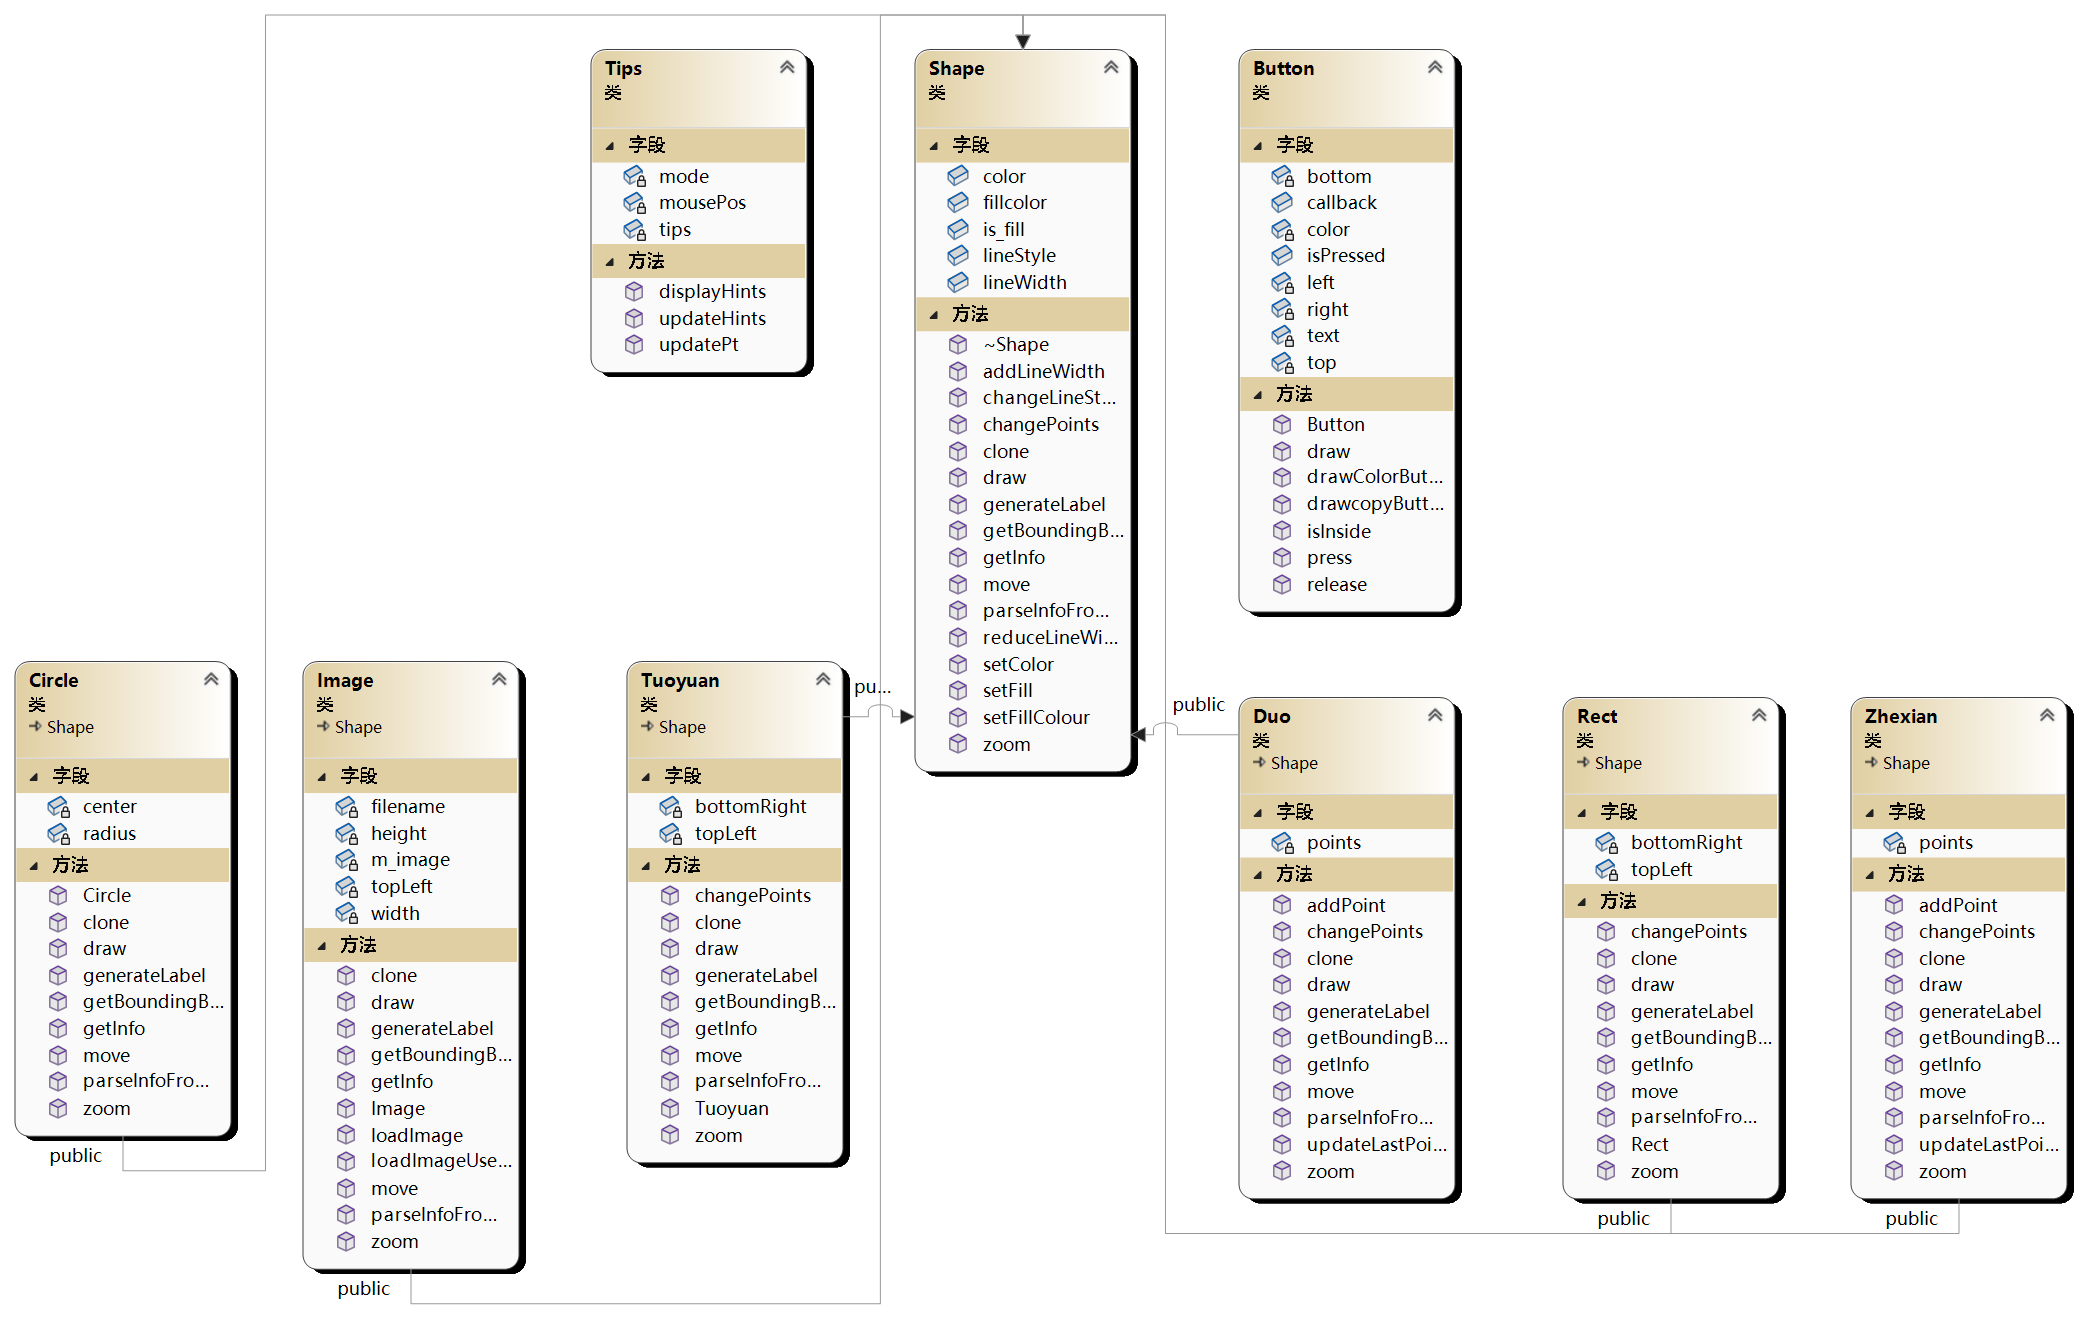 Tips
类
字段
mode
mousePos
tips
方法
displayHints
updateHints
updatePt
Shape
类
字段
color
fillcolor
is_fill
lineStyle
lineWidth
方法
~Shape
addLineWidth
changeLineSt...
changePoints
clone
draw
generateLabel
getBoundingB...
getInfo
move
parseInfoFro...
reduceLineWi...
setColor
setFill
setFillColour
zoom
Button
类
字段
bottom
callback
color
isPressed
left
right
text
top
方法
Button
draw
drawColorBut...
drawcopyButt...
isInside
press
release
Circle
类
Shape
字段
center
radius
方法
Circle
clone
draw
generateLabel
getBoundingB...
getInfo
move
parseInfoFro...
zoom
public
Image
类
Shape
字段
filename
height
m_image
topLeft
width
方法
clone
draw
generateLabel
getBoundingB...
getInfo
Image
loadImage
loadImageUse...
move
parseInfoFro...
zoom
public
Tuoyuan
类
Shape
字段
bottomRight
topLeft
方法
changePoints
clone
draw
generateLabel
getBoundingB...
getInfo
move
parseInfoFro...
Tuoyuan
zoom
pu...
public
Duo
类
Shape
字段
points
方法
addPoint
changePoints
clone
draw
generateLabel
getBoundingB...
getInfo
move
parseInfoFro...
updateLastPoi...
zoom
Rect
类
Shape
字段
bottomRight
topLeft
方法
changePoints
clone
draw
generateLabel
getBoundingB...
getInfo
move
parseInfoFro...
Rect
zoom
public
Zhexian
类
Shape
字段
points
方法
addPoint
changePoints
clone
draw
generateLabel
getBoundingB...
getInfo
move
parseInfoFro...
updateLastPoi...
zoom
public